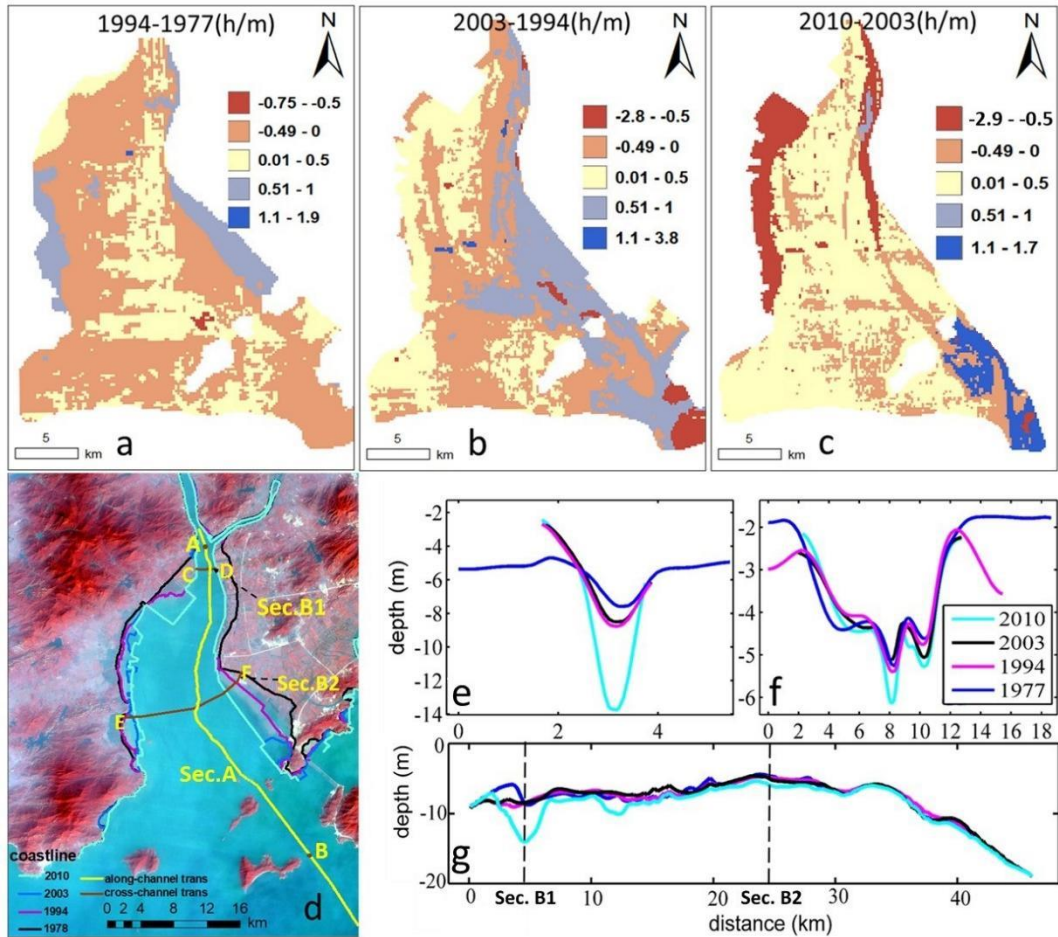 1994-1977(h/m)
N
-0.75 - -0.5
-0.49 - 0
0.01 - 0.5
0.51 - 1
1.1 - 1.9
5
km
a
2003-1994(h/m)
N
-2.8 - -0.5
-0.49 - 0
0.01 - 0.5
0.51 - 1
1.1 - 3.8
5
km
b
2010-2003(h/m)
N
-2.9 - -0.5
-0.49 - 0
0.01 - 0.5
0.51 - 1
1.1 - 1.7
5
km
c
A
C
D
Sec.B1
F
Sec.B2
E
Sec.A
B
coastline
2010
2003
1994
1978
along-channel trans
cross-channel trans
0 2 4 8 12 16
km
d
depth (m)
-2
-4
-6
-8
-10
-12
-14
e
0 2 4
-2
-3
-4
-5
-6
f
2010
2003
1994
1977
0 2 4 6 8 10 12 14 16 18
depth (m)
0
-10
-20
g
0 10 20 30 40
Sec. B1
Sec. B2
distance (km)